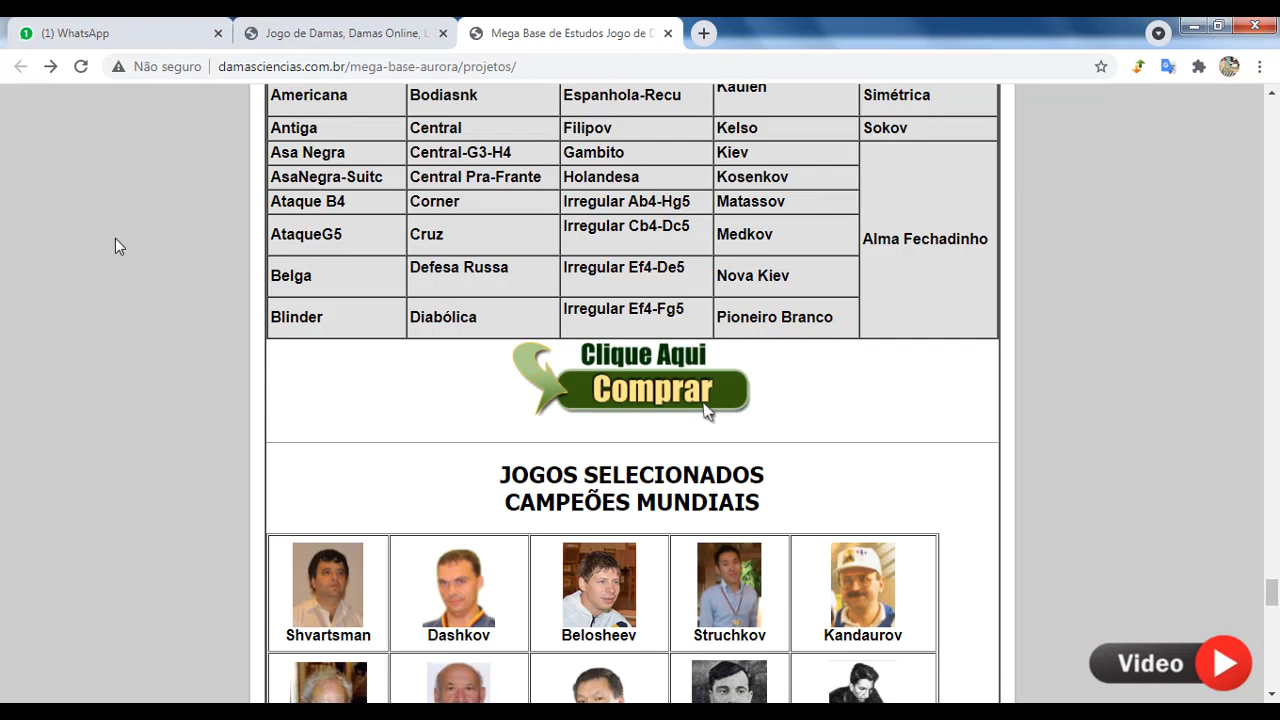 (1) WhatsApp
Jogo de Damas, Damas Online, L
Mega Base de Estudos Jogo de D
Não seguro
damasciencias.com.br/mega-base-aurora/projetos/
Americana Bodiasnk Espanhola-Recu Kaulen Simétrica
Antiga Central Filipov Kelso Sokov
Asa Negra Central-G3-H4 Gambito Kiev
AsaNegra-Suitc Central Pra-Frante Holandesa Kosenkov
Ataque B4 Corner Irregular Ab4-Hg5 Matassov
AtaqueG5 Cruz Irregular Cb4-Dc5 Medkov Alma Fechadinho
Belga Defesa Russa Irregular Ef4-De5 Nova Kiev
Blinder Diabólica Irregular Ef4-Fg5 Pioneiro Branco
Clique Aqui
Comprar
JOGOS SELECIONADOS
CAMPEÕES MUNDIAIS
Shvartsman Dashkov Belosheev Struchkov Kandaurov
Video